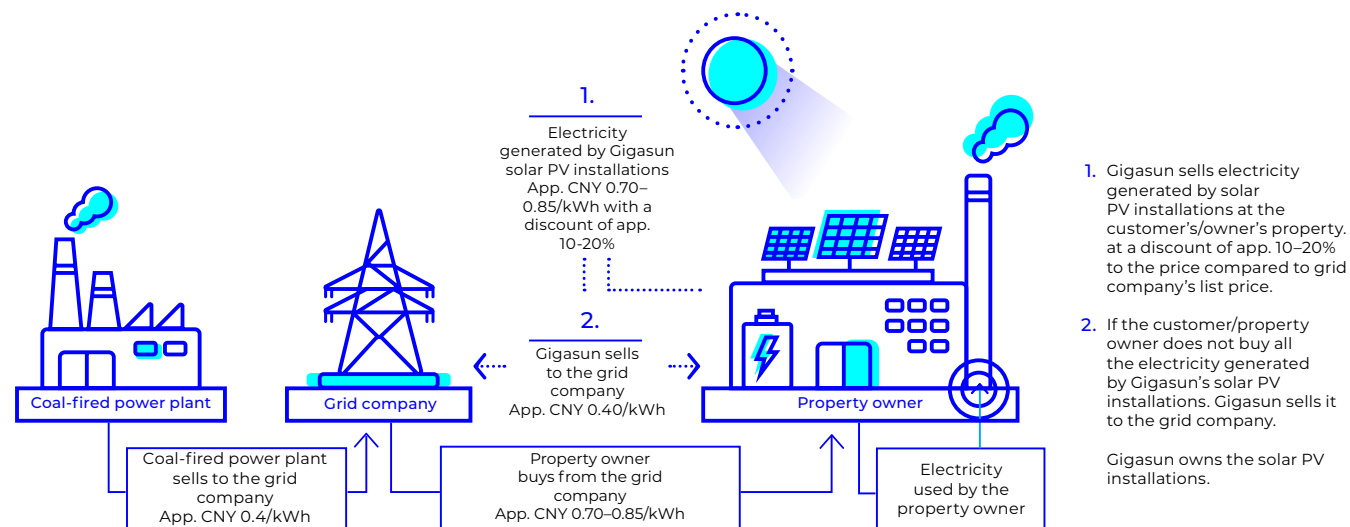 1.
Electricity
generated by Gigasun
solar PV installations
App. CNY 0.70–
0.85/kWh with a
discount of app.
10-20%
2.
Gigasun sells
to the grid
company
App. CNY 0.40/kWh
Coal-fired power plant
Grid company
Property owner
Coal-fired power plant
sells to the grid
company
App. CNY 0.4/kWh
Property owner
buys from the grid
company
App. CNY 0.70–0.85/kWh
Electricity
used by the
property owner
1. Gigasun sells electricity
generated by solar
PV installations at the
customer’s/owner’s property.
at a discount of app. 10–20%
to the price compared to grid
company’s list price.
2. If the customer/property
owner does not buy all
the electricity generated
by Gigasun’s solar PV
installations. Gigasun sells it
to the grid company.
Gigasun owns the solar PV
installations.